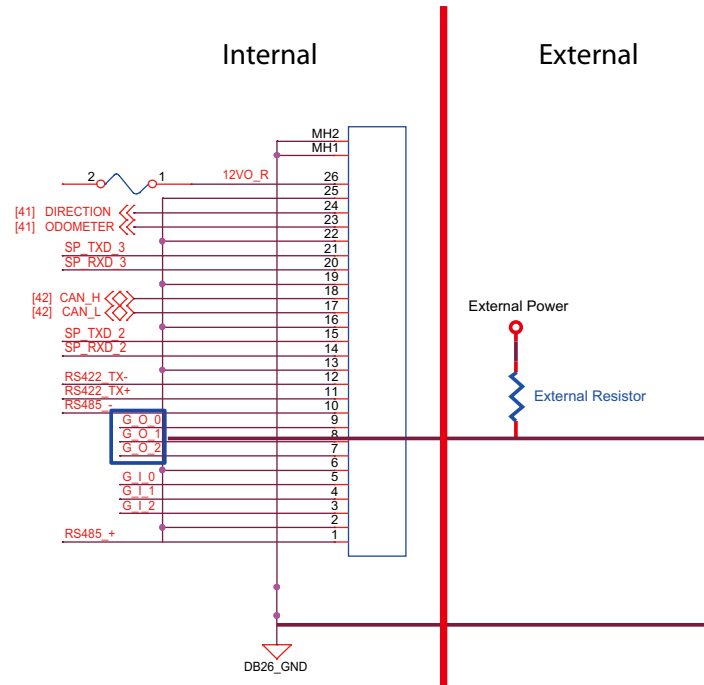 Internal External
MH2
MH1
2 1 12VO_R 26
25
[41] DIRECTION 24
[41] ODOMETER 23
22
SP_TXD_3 21
SP_RXD_3 20
19
[42] CAN_H 18
[42] CAN_L 17
16
SP_TXD_2 15
SP_RXD_2 14
13
RS422_TX- 12
RS422_TX+ 11
RS485_- 10
G_O_0 9
G_O_1 8
G_O_2 7
6
G_I_0 5
G_I_1 4
G_I_2 3
2
RS485_+ 1
External Power
External Resistor
DB26_GND